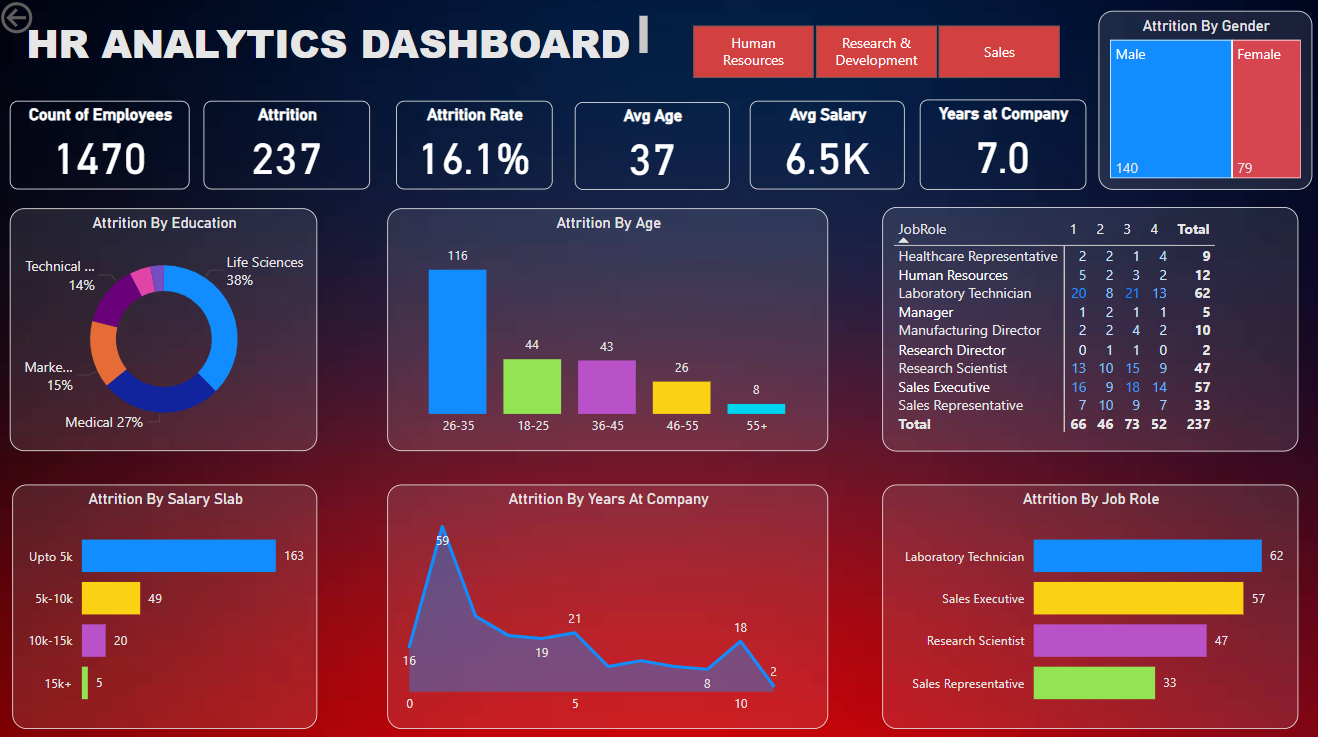 HR ANALYTICS DASHBOARD
Human
Resources
Research &
Development
Sales
Count of Employees
1470
Attrition
237
Attrition Rate
16.1%
Avg Age
37
Avg Salary
6.5K
Years at Company
7.0
Attrition By Gender
Male
Female
140
79
Attrition By Education
Life Sciences
38%
Technical ...
14%
Marke...
15%
Medical 27%
Attrition By Age
116
44
43
26
8
26-35 18-25 36-45 46-55 55+
JobRole 1 2 3 4 Total
Healthcare Representative 2 2 1 4 9
Human Resources 5 2 3 2 12
Laboratory Technician 20 8 21 13 62
Manager 1 2 1 1 5
Manufacturing Director 2 2 4 2 10
Research Director 0 1 1 0 2
Research Scientist 13 10 15 9 47
Sales Executive 16 9 18 14 57
Sales Representative 7 10 9 7 33
Total 66 46 73 52 237
Attrition By Salary Slab
Upto 5k 163
5k-10k 49
10k-15k 20
15k+ 5
Attrition By Years At Company
59
16
19
21
8
18
2
0 5 10
Attrition By Job Role
Laboratory Technician 62
Sales Executive 57
Research Scientist 47
Sales Representative 33